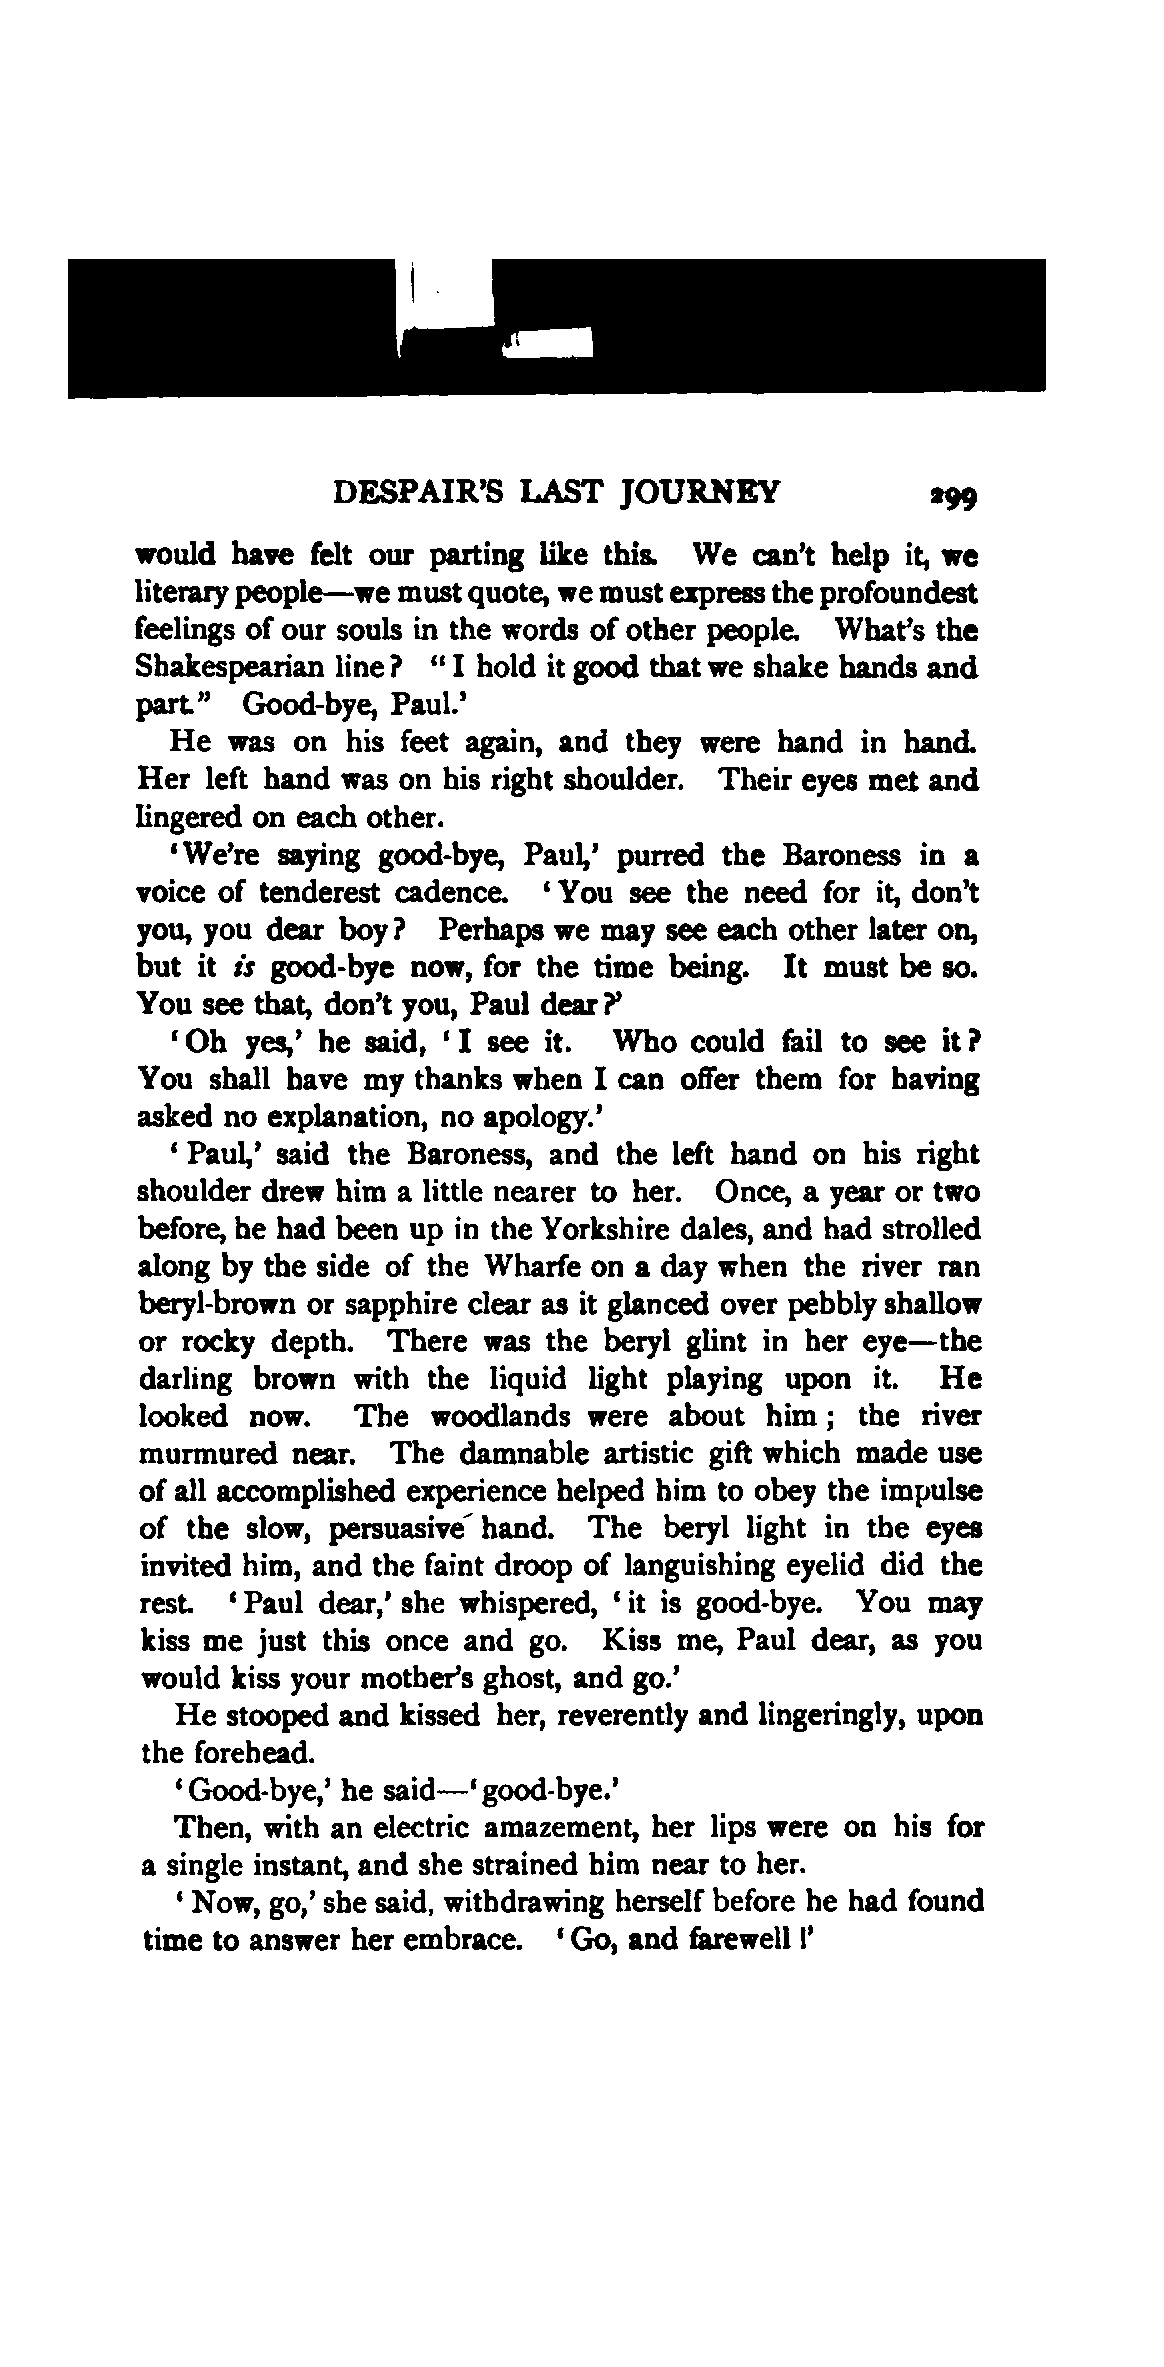 DESPAIR'S LAST JOURNEY 299
would have felt our parting like this. We can't help it, we
literary people—we must quote, we must express the profoundest
feelings of our souls in the words of other people. What's the
Shakespearian line? "I hold it good that we shake hands and
part." Good-bye, Paul.'
He was on his feet again, and they were hand in hand.
Her left hand was on his right shoulder. Their eyes met and
lingered on each other.
'We're saying good-bye, Paul,' purred the Baroness in a
voice of tenderest cadence. 'You see the need for it, don't
you, you dear boy? Perhaps we may see each other later on,
but it is good-bye now, for the time being. It must be so.
You see that, don't you, Paul dear?'
'Oh yes,' he said, 'I see it. Who could fail to see it?
You shall have my thanks when I can offer them for having
asked no explanation, no apology.'
'Paul,' said the Baroness, and the left hand on his right
shoulder drew him a little nearer to her. Once, a year or two
before, he had been up in the Yorkshire dales, and had strolled
along by the side of the Wharfe on a day when the river ran
beryl-brown or sapphire clear as it glanced over pebbly shallow
or rocky depth. There was the beryl glint in her eye—the
darling brown with the liquid light playing upon it. He
looked now. The woodlands were about him; the river
murmured near. The damnable artistic gift which made use
of all accomplished experience helped him to obey the impulse
of the slow, persuasive hand. The beryl light in the eyes
invited him, and the faint droop of languishing eyelid did the
rest. 'Paul dear,' she whispered, 'it is good-bye. You may
kiss me just this once and go. Kiss me, Paul dear, as you
would kiss your mother's ghost, and go.'
He stooped and kissed her, reverently and lingeringly, upon
the forehead.
'Good-bye,' he said—'good-bye.'
Then, with an electric amazement, her lips were on his for
a single instant, and she strained him near to her.
'Now, go,' she said, withdrawing herself before he had found
time to answer her embrace. 'Go, and farewell!'